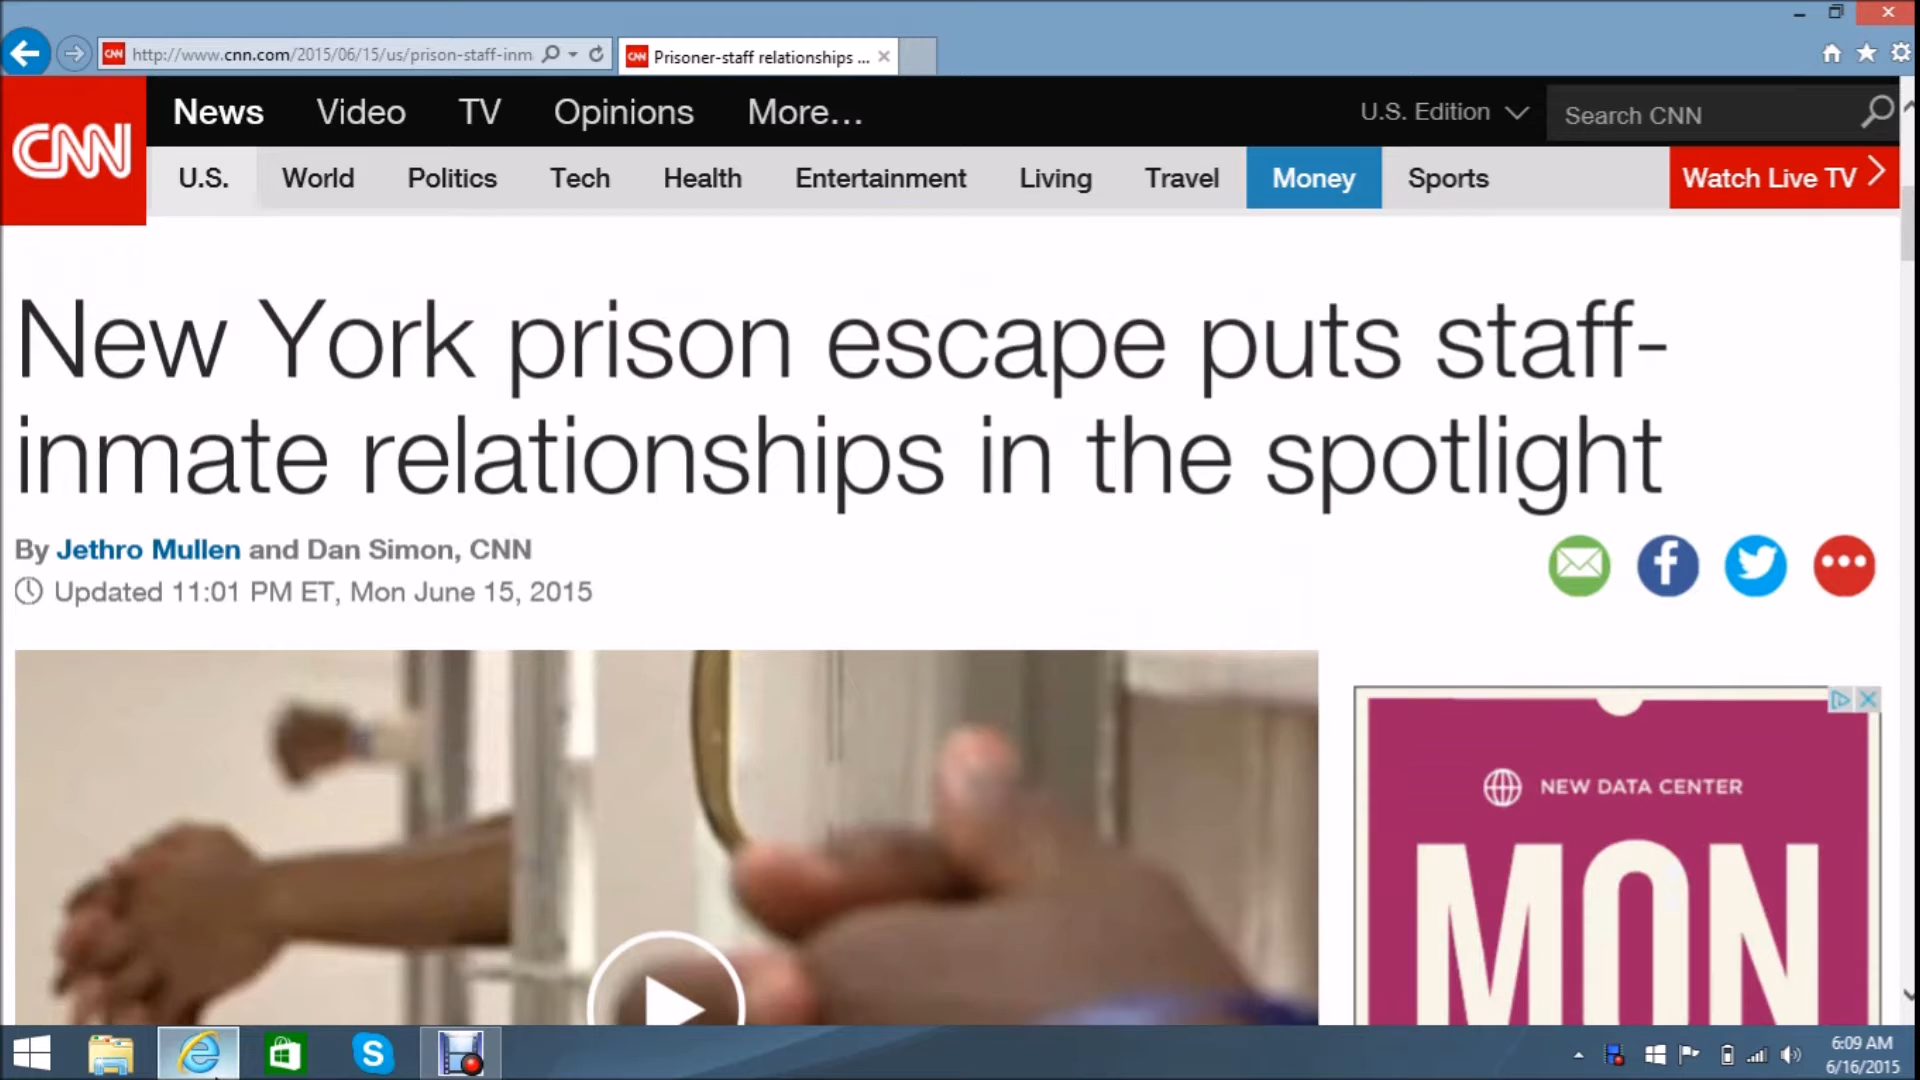 http://www.cnn.com/2015/06/15/us/prison-staff-inm
CNN Prisoner-staff relationships ...
CNN
News Video TV Opinions More...
U.S. Edition
Search CNN
U.S. World Politics Tech Health Entertainment Living Travel Money Sports
Watch Live TV
New York prison escape puts staff-
inmate relationships in the spotlight
By Jethro Mullen and Dan Simon, CNN
Updated 11:01 PM ET, Mon June 15, 2015
NEW DATA CENTER
MON
6:09 AM
6/16/2015